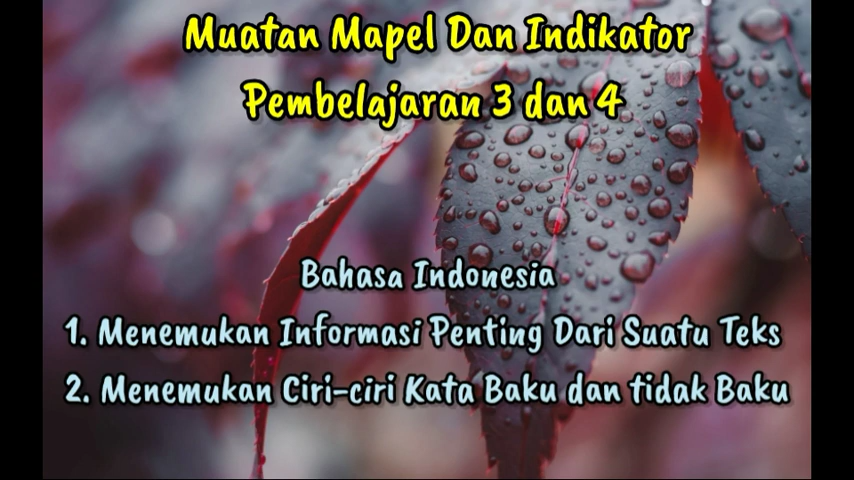 Muatan Mapel Dan Indikator
Pembelajaran 3 dan 4
Bahasa Indonesia
1. Menemukan Informasi Penting Dari Suatu Teks
2. Menemukan Ciri-ciri Kata Baku dan tidak Baku